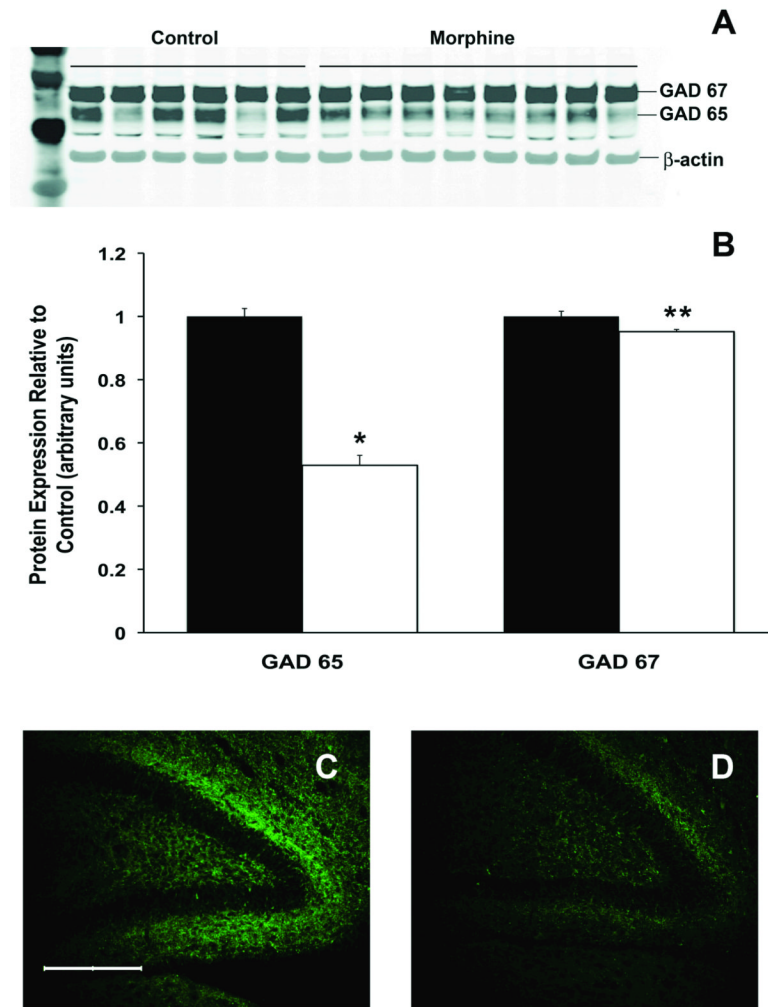 A
Control
Morphine
GAD 67
GAD 65
β-actin
B
Protein Expression Relative to
Control (arbitrary units)
1.2
1
0.8
0.6
0.4
0.2
0
*
**
GAD 65
GAD 67
C
D